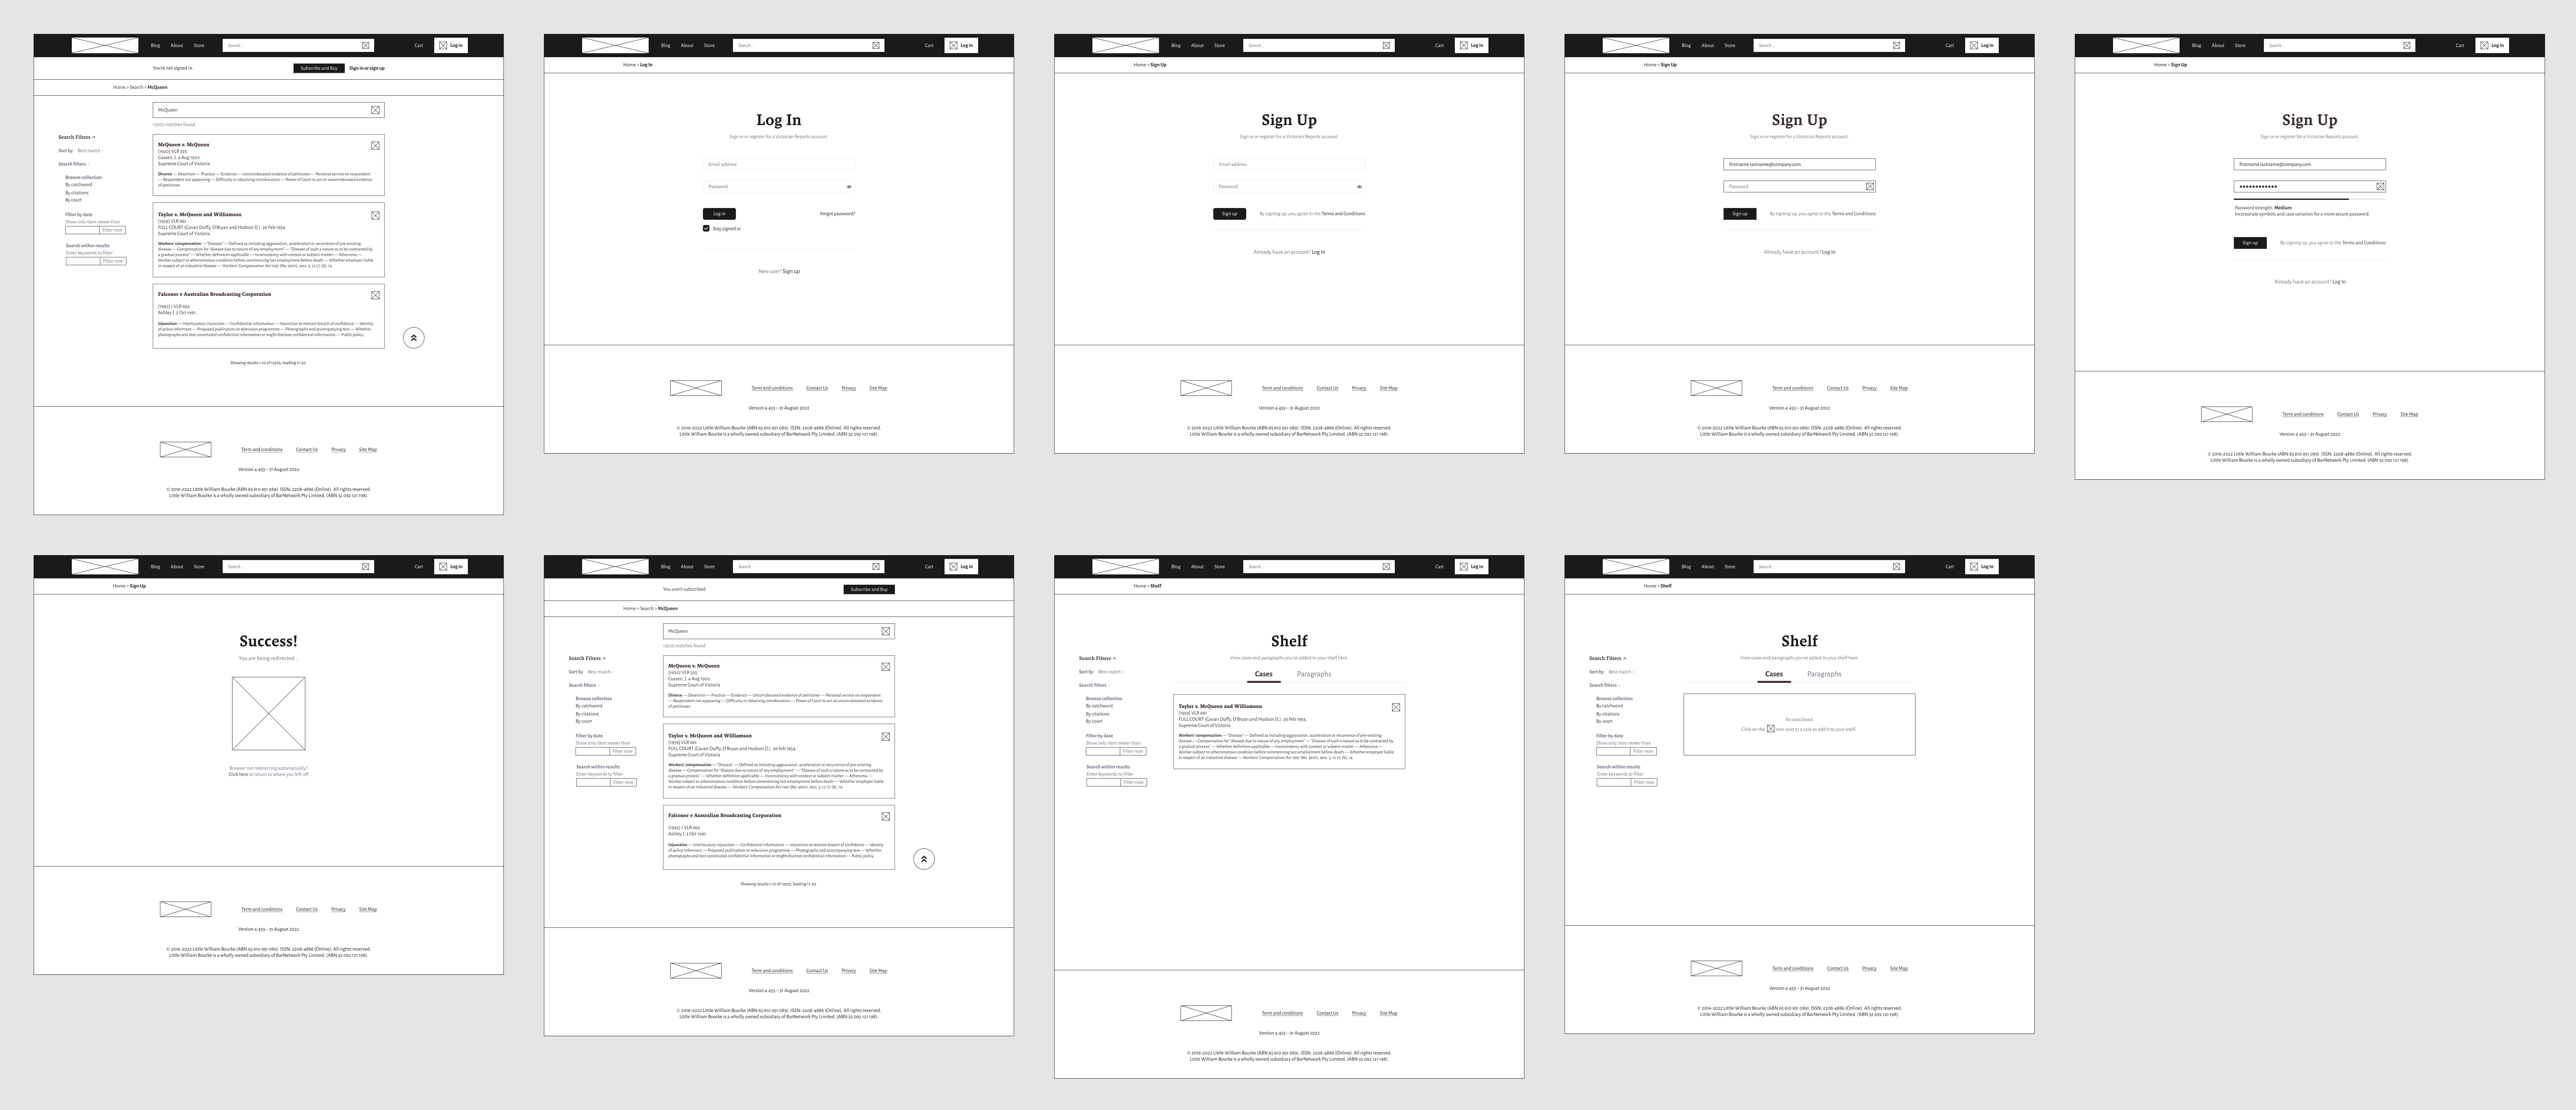 Blog About Store Search... Cart Log in
You're not signed in. Subscribe and Buy Sign in or sign up
Home > Search > McQueen
McQueen
13203 matches found
Search Filters
Sort by Best match
Search filters
Browse collection
By catchword
By citations
By court
Filter by date
Show only item newer than
Filter now
Search within results
Enter keywords to filter
Filter now
McQueen v. McQueen
[1920] VLR 325
Cussen, J. 4 Aug 1920.
Supreme Court of Victoria
Divorce — Desertion — Practice — Evidence — Uncorroborated evidence of petitioner — Personal service on respondent
— Respondent not appearing — Difficulty in obtaining corroboration — Power of Court to act on uncorroborated evidence
of petitioner
Taylor v. McQueen and Williamson
[1959] VLR 661
FULL COURT (Gavan Duffy, O'Bryan and Hudson JJ.). 26 Feb 1954.
Supreme Court of Victoria
Workers' compensation — "Disease" — Defined as including aggravation, acceleration or recurrence of pre-existing
disease — Compensation for "disease due to nature of any employment" — "Disease of such a nature as to be contracted by
a gradual process" — Whether definition applicable — Inconsistency with context or subject-matter — Atheroma —
Worker subject to atheromatous condition before commencing last employment before death — Whether employer liable
in respect of an industrial disease — Workers' Compensation Act 1951 (No. 5601), secs. 3, 12 (1) (b), 14.
Falconer v Australian Broadcasting Corporation
[1992] 1 VLR 662
Ashley J. 2 Oct 1991.
Injunction — Interlocutory injunction — Confidential information — Injunction to restrain breach of confidence — Identity
of police informant — Proposed publication on television programme — Photographs and accompanying text — Whether
photographs and text constituted confidential information or might disclose confidential information — Public policy.
Showing results 1-10 of 13203, loading 11-20
Term and conditions Contact Us Privacy Site Map
Version 4.453 – 31 August 2022
© 2016-2022 Little William Bourke (ABN 65 610 951 089). ISSN: 2208-4886 (Online). All rights reserved.
Little William Bourke is a wholly owned subsidiary of BarNetwork Pty Limited. (ABN 32 092 121 198).
Blog About Store Search... Cart Log in
Home > Log In
Log In
Sign in or register for a Victorian Reports account.
Email address
Password
Log in Forgot password?
Stay signed in
New user? Sign up
Term and conditions Contact Us Privacy Site Map
Version 4.453 – 31 August 2022
© 2016-2022 Little William Bourke (ABN 65 610 951 089). ISSN: 2208-4886 (Online). All rights reserved.
Little William Bourke is a wholly owned subsidiary of BarNetwork Pty Limited. (ABN 32 092 121 198).
Blog About Store Search... Cart Log in
Home > Sign Up
Sign Up
Sign in or register for a Victorian Reports account.
Email address
Password
Sign up By signing up, you agree to the Terms and Conditions
Already have an account? Log In
Term and conditions Contact Us Privacy Site Map
Version 4.453 – 31 August 2022
© 2016-2022 Little William Bourke (ABN 65 610 951 089). ISSN: 2208-4886 (Online). All rights reserved.
Little William Bourke is a wholly owned subsidiary of BarNetwork Pty Limited. (ABN 32 092 121 198).
Blog About Store Search... Cart Log in
Home > Sign Up
Sign Up
Sign in or register for a Victorian Reports account.
firstname.lastname@company.com
Password
Sign up By signing up, you agree to the Terms and Conditions
Already have an account? Log In
Term and conditions Contact Us Privacy Site Map
Version 4.453 – 31 August 2022
© 2016-2022 Little William Bourke (ABN 65 610 951 089). ISSN: 2208-4886 (Online). All rights reserved.
Little William Bourke is a wholly owned subsidiary of BarNetwork Pty Limited. (ABN 32 092 121 198).
Blog About Store Search... Cart Log in
Home > Sign Up
Sign Up
Sign in or register for a Victorian Reports account.
firstname.lastname@company.com
Password strength: Medium
Incorporate symbols and case variation for a more secure password.
Sign up By signing up, you agree to the Terms and Conditions
Already have an account? Log In
Term and conditions Contact Us Privacy Site Map
Version 4.453 – 31 August 2022
© 2016-2022 Little William Bourke (ABN 65 610 951 089). ISSN: 2208-4886 (Online). All rights reserved.
Little William Bourke is a wholly owned subsidiary of BarNetwork Pty Limited. (ABN 32 092 121 198).
Blog About Store Search... Cart Log in
Home > Sign Up
Success!
You are being redirected...
Browser not redirecting automatically?
Click here to return to where you left off.
Term and conditions Contact Us Privacy Site Map
Version 4.453 – 31 August 2022
© 2016-2022 Little William Bourke (ABN 65 610 951 089). ISSN: 2208-4886 (Online). All rights reserved.
Little William Bourke is a wholly owned subsidiary of BarNetwork Pty Limited. (ABN 32 092 121 198).
Blog About Store Search... Cart Log in
You aren't subscribed Subscribe and Buy
Home > Search > McQueen
McQueen
13203 matches found
Search Filters
Sort by Best match
Search filters
Browse collection
By catchword
By citations
By court
Filter by date
Show only item newer than
Filter now
Search within results
Enter keywords to filter
Filter now
McQueen v. McQueen
[1920] VLR 325
Cussen, J. 4 Aug 1920.
Supreme Court of Victoria
Divorce — Desertion — Practice — Evidence — Uncorroborated evidence of petitioner — Personal service on respondent
— Respondent not appearing — Difficulty in obtaining corroboration — Power of Court to act on uncorroborated evidence
of petitioner
Taylor v. McQueen and Williamson
[1959] VLR 661
FULL COURT (Gavan Duffy, O'Bryan and Hudson JJ.). 26 Feb 1954.
Supreme Court of Victoria
Workers' compensation — "Disease" — Defined as including aggravation, acceleration or recurrence of pre-existing
disease — Compensation for "disease due to nature of any employment" — "Disease of such a nature as to be contracted by
a gradual process" — Whether definition applicable — Inconsistency with context or subject-matter — Atheroma —
Worker subject to atheromatous condition before commencing last employment before death — Whether employer liable
in respect of an industrial disease — Workers' Compensation Act 1951 (No. 5601), secs. 3, 12 (1) (b), 14.
Falconer v Australian Broadcasting Corporation
[1992] 1 VLR 662
Ashley J. 2 Oct 1991.
Injunction — Interlocutory injunction — Confidential information — Injunction to restrain breach of confidence — Identity
of police informant — Proposed publication on television programme — Photographs and accompanying text — Whether
photographs and text constituted confidential information or might disclose confidential information — Public policy.
Showing results 1-10 of 13203, loading 11-20
Term and conditions Contact Us Privacy Site Map
Version 4.453 – 31 August 2022
© 2016-2022 Little William Bourke (ABN 65 610 951 089). ISSN: 2208-4886 (Online). All rights reserved.
Little William Bourke is a wholly owned subsidiary of BarNetwork Pty Limited. (ABN 32 092 121 198).
Blog About Store Search... Cart Log in
Home > Shelf
Shelf
View cases and paragraphs you've added to your shelf here.
Cases Paragraphs
Search Filters
Sort by Best match
Search filters
Browse collection
By catchword
By citations
By court
Filter by date
Show only item newer than
Filter now
Search within results
Enter keywords to filter
Filter now
Taylor v. McQueen and Williamson
[1959] VLR 661
FULL COURT (Gavan Duffy, O'Bryan and Hudson JJ.). 26 Feb 1954.
Supreme Court of Victoria
Workers' compensation — "Disease" — Defined as including aggravation, acceleration or recurrence of pre-existing
disease — Compensation for "disease due to nature of any employment" — "Disease of such a nature as to be contracted by
a gradual process" — Whether definition applicable — Inconsistency with context or subject-matter — Atheroma —
Worker subject to atheromatous condition before commencing last employment before death — Whether employer liable
in respect of an industrial disease — Workers' Compensation Act 1951 (No. 5601), secs. 3, 12 (1) (b), 14.
Term and conditions Contact Us Privacy Site Map
Version 4.453 – 31 August 2022
© 2016-2022 Little William Bourke (ABN 65 610 951 089). ISSN: 2208-4886 (Online). All rights reserved.
Little William Bourke is a wholly owned subsidiary of BarNetwork Pty Limited. (ABN 32 092 121 198).
Blog About Store Search... Cart Log in
Home > Shelf
Shelf
View cases and paragraphs you've added to your shelf here.
Cases Paragraphs
Search Filters
Sort by Best match
Search filters
Browse collection
By catchword
By citations
By court
Filter by date
Show only item newer than
Filter now
Search within results
Enter keywords to filter
Filter now
No cases found
Click on the icon next to a case to add it to your shelf.
Term and conditions Contact Us Privacy Site Map
Version 4.453 – 31 August 2022
© 2016-2022 Little William Bourke (ABN 65 610 951 089). ISSN: 2208-4886 (Online). All rights reserved.
Little William Bourke is a wholly owned subsidiary of BarNetwork Pty Limited. (ABN 32 092 121 198).